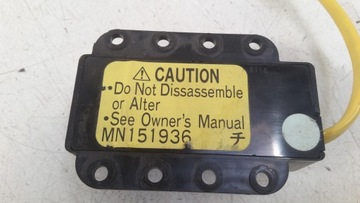 ⚠ CAUTION
・Do Not Dissassemble
or Alter
・See Owner's Manual
MN151936 チ